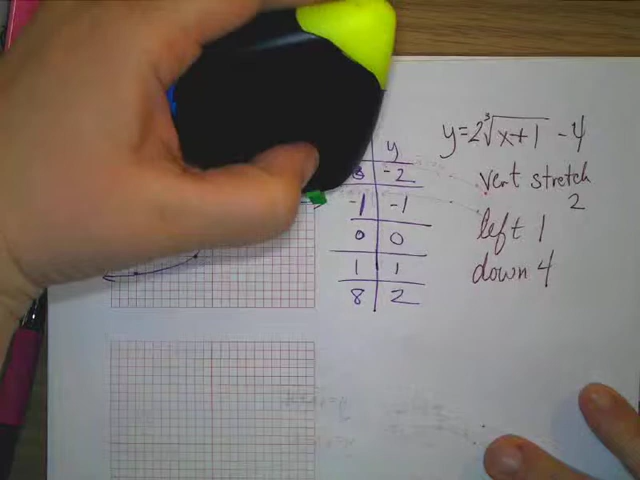 y
y=2∛x+1 -4
8 -2
vert stretch
2
-1 -1
left 1
0 0
down 4
1 1
8 2